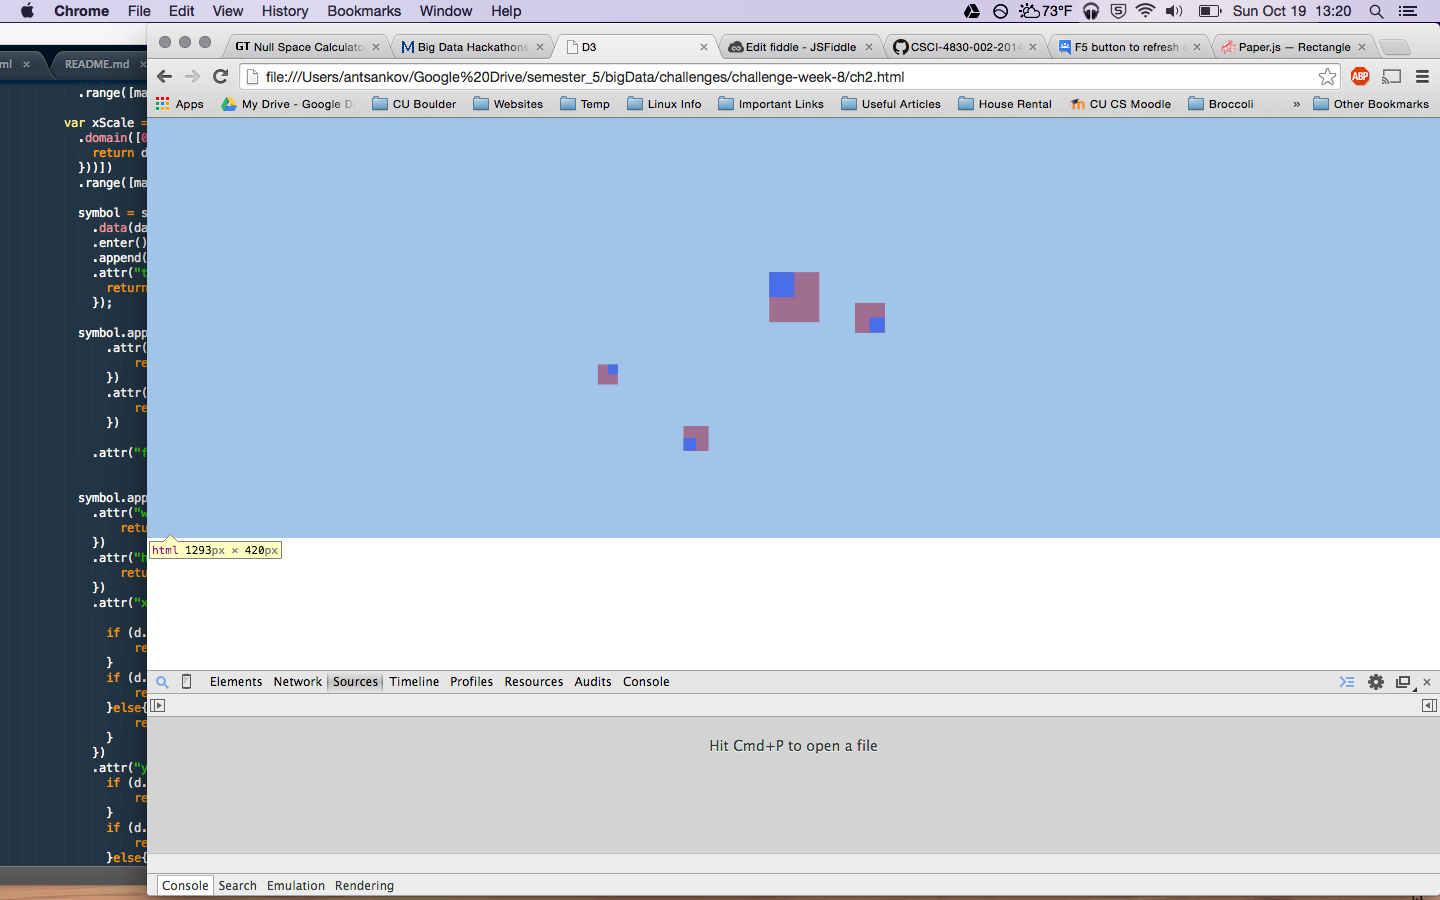 Chrome File Edit View History Bookmarks Window Help 73°F Sun Oct 19 13:20
ml × README.md ×
GT Null Space Calculato × Big Data Hackathons × D3 × Edit fiddle - JSFiddle × CSCI-4830-002-2014 × F5 button to refresh × Paper.js — Rectangle ×
file:///Users/antsankov/Google%20Drive/semester_5/bigData/challenges/challenge-week-8/ch2.html ABP
Apps My Drive - Google Dr CU Boulder Websites Temp Linux Info Important Links Useful Articles House Rental CU CS Moodle Broccoli » Other Bookmarks
.range([ma
var xScale =
.domain([0
return d
}))])
.range([ma
symbol = s
.data(da
.enter()
.append(
.attr("t
return
});
symbol.app
.attr(
re
})
.attr(
re
})
.attr("f
symbol.app
.attr("w
retu
})
.attr("h
retu
})
.attr("x
if (d.
re
}
if (d.
re
}else{
re
}
})
.attr("y
if (d.
re
}
if (d.
re
}else{
html 1293px × 420px
Elements Network Sources Timeline Profiles Resources Audits Console
Hit Cmd+P to open a file
Console Search Emulation Rendering